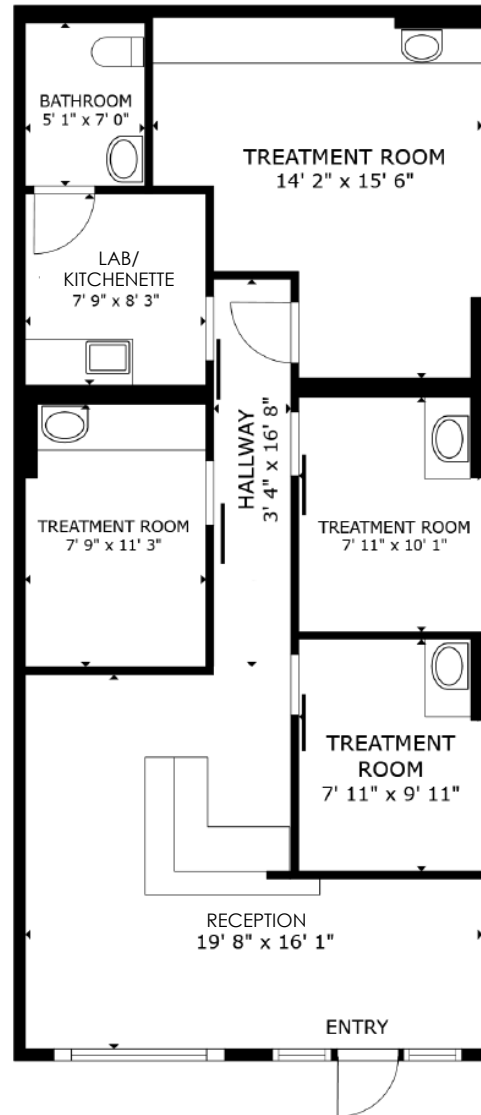 BATHROOM
5' 1" x 7' 0"
TREATMENT ROOM
14' 2" x 15' 6"
LAB/
KITCHENETTE
7' 9" x 8' 3"
HALLWAY
3' 4" x 16' 8"
TREATMENT ROOM
7' 9" x 11' 3"
TREATMENT ROOM
7' 11" x 10' 1"
TREATMENT
ROOM
7' 11" x 9' 11"
RECEPTION
19' 8" x 16' 1"
ENTRY